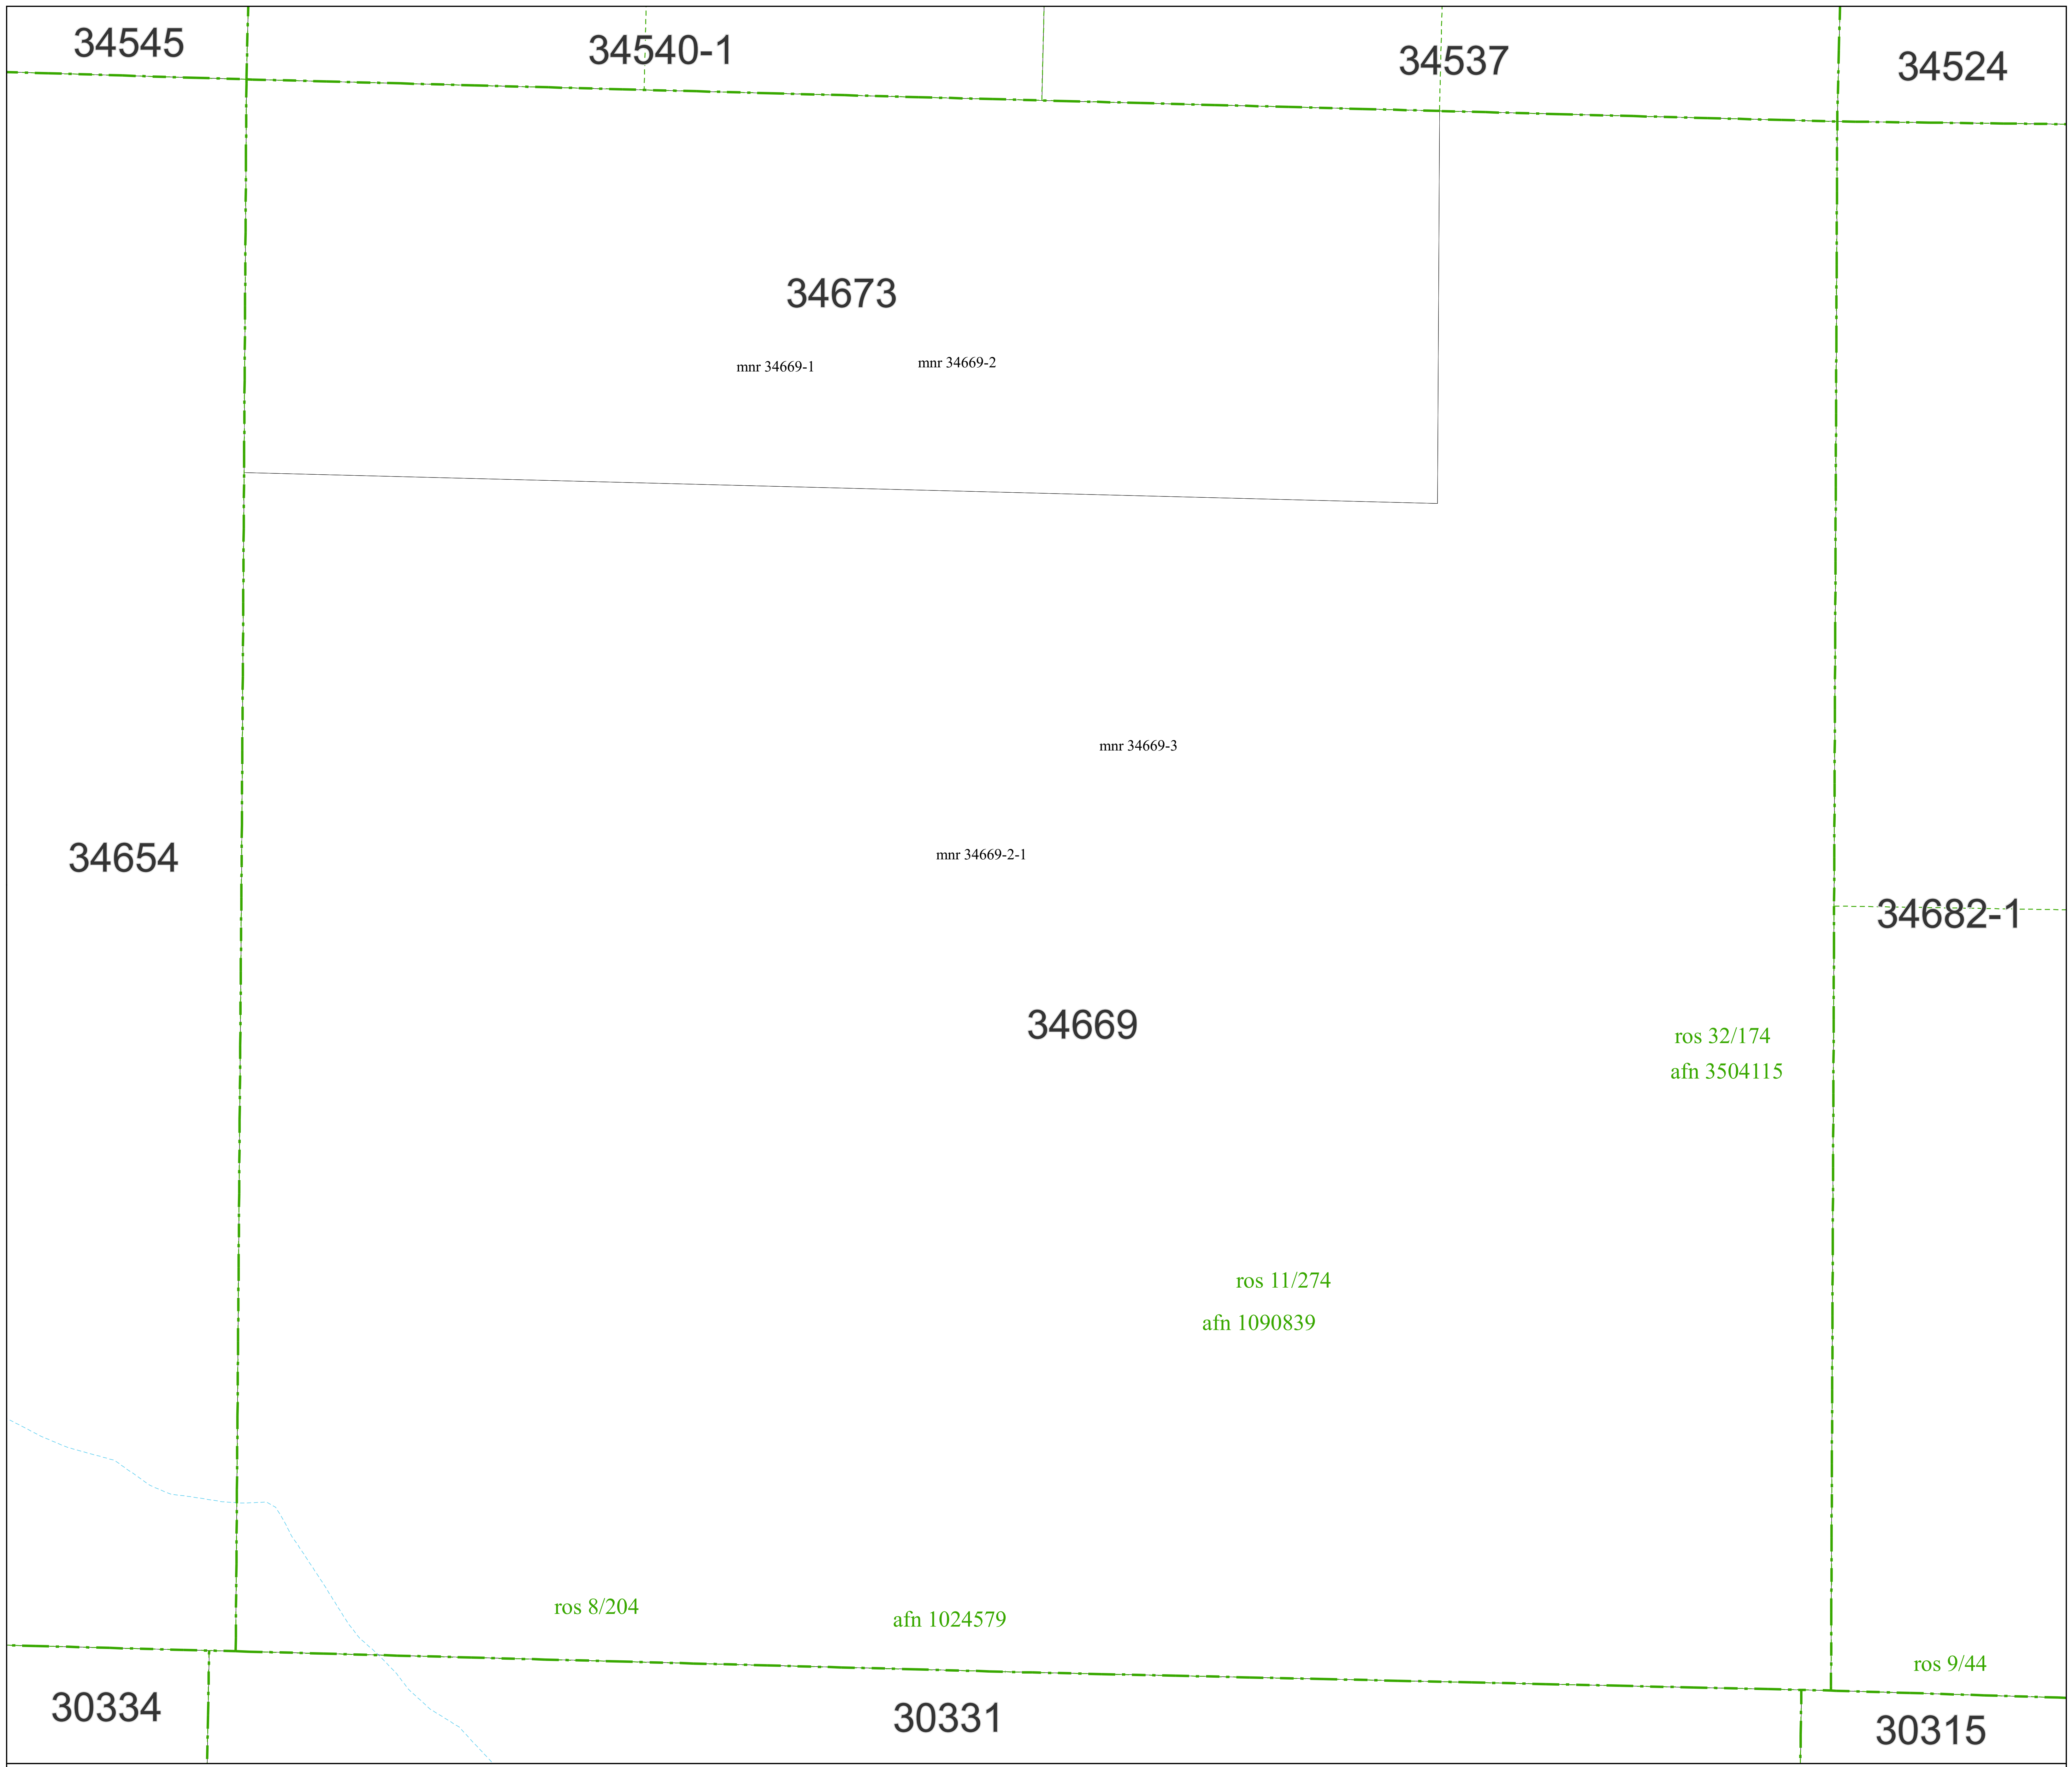 34545
34540-1
34537
34524
34673
mnr 34669-1
mnr 34669-2
mnr 34669-3
mnr 34669-2-1
34654
34682-1
34669
ros 32/174
afn 3504115
ros 11/274
afn 1090839
ros 8/204
afn 1024579
ros 9/44
30334
30331
30315